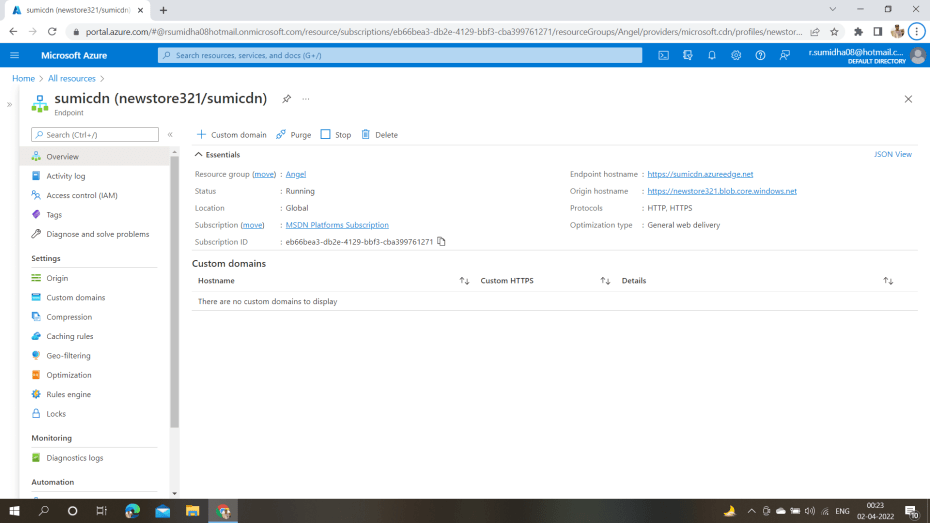 sumicdn (newstore321/sumicdn)
portal.azure.com/#@rsumidha08hotmail.onmicrosoft.com/resource/subscriptions/eb66bea3-db2e-4129-bbf3-cba399761271/resourceGroups/Angel/providers/microsoft.cdn/profiles/newstor...
Microsoft Azure
Search resources, services, and docs (G+/)
r.sumidha08@hotmail.c...
DEFAULT DIRECTORY
Home > All resources >
sumicdn (newstore321/sumicdn)
Endpoint
Search (Ctrl+/)
Overview
Activity log
Access control (IAM)
Tags
Diagnose and solve problems
Settings
Origin
Custom domains
Compression
Caching rules
Geo-filtering
Optimization
Rules engine
Locks
Monitoring
Diagnostics logs
Automation
Custom domain Purge Stop Delete
Essentials
JSON View
Resource group (move) : Angel
Status : Running
Location : Global
Subscription (move) : MSDN Platforms Subscription
Subscription ID : eb66bea3-db2e-4129-bbf3-cba399761271
Endpoint hostname : https://sumicdn.azureedge.net
Origin hostname : https://newstore321.blob.core.windows.net
Protocols : HTTP, HTTPS
Optimization type : General web delivery
Custom domains
Hostname Custom HTTPS Details
There are no custom domains to display
ENG
00:23
02-04-2022
10